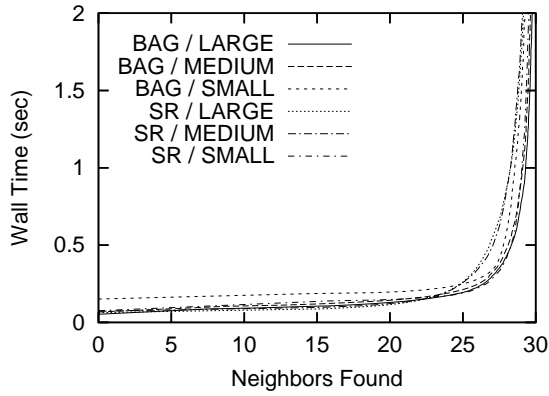 2
1.5
1
0.5
0
Wall Time (sec)
BAG / LARGE
BAG / MEDIUM
BAG / SMALL
SR / LARGE
SR / MEDIUM
SR / SMALL
0 5 10 15 20 25 30
Neighbors Found